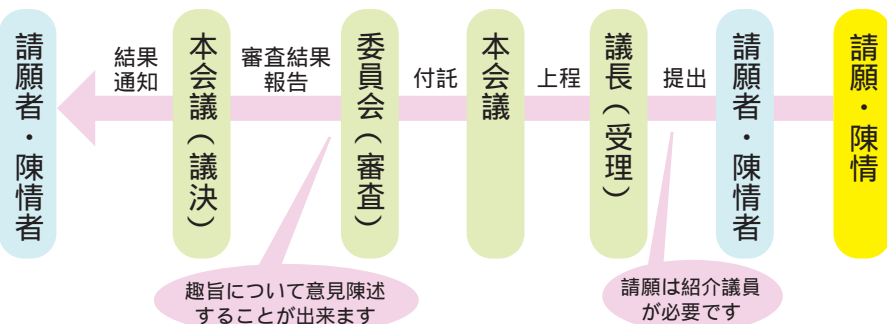 請願・陳情
請願者・陳情者
提出
議長（受理）
上程
本会議
付託
委員会（審査）
審査結果
報告
本会議（議決）
結果
通知
請願者・陳情者
請願は紹介議員
が必要です
趣旨について意見陳述
することが出来ます